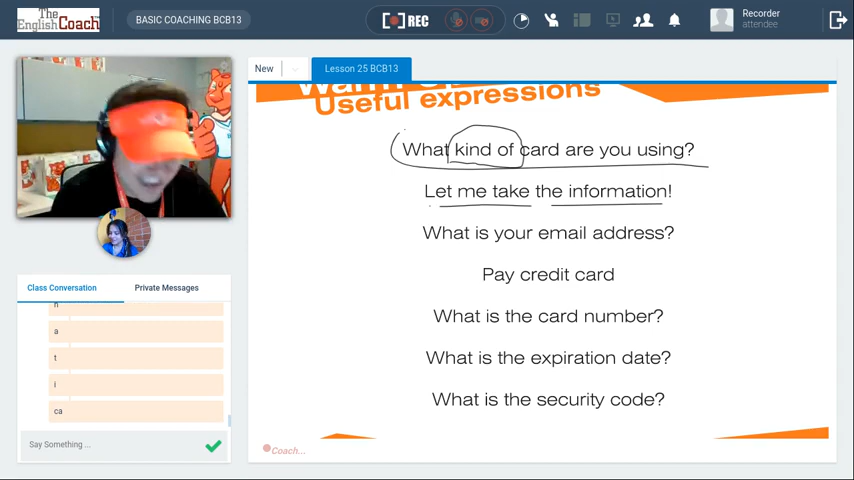 The
EnglishCoach
BASIC COACHING BCB13
REC
Recorder
attendee
New
Lesson 25 BCB13
Useful expressions
What kind of card are you using?
Let me take the information!
What is your email address?
Pay credit card
What is the card number?
What is the expiration date?
What is the security code?
Coach...
Class Conversation
Private Messages
h
a
t
i
ca
Say Something ...